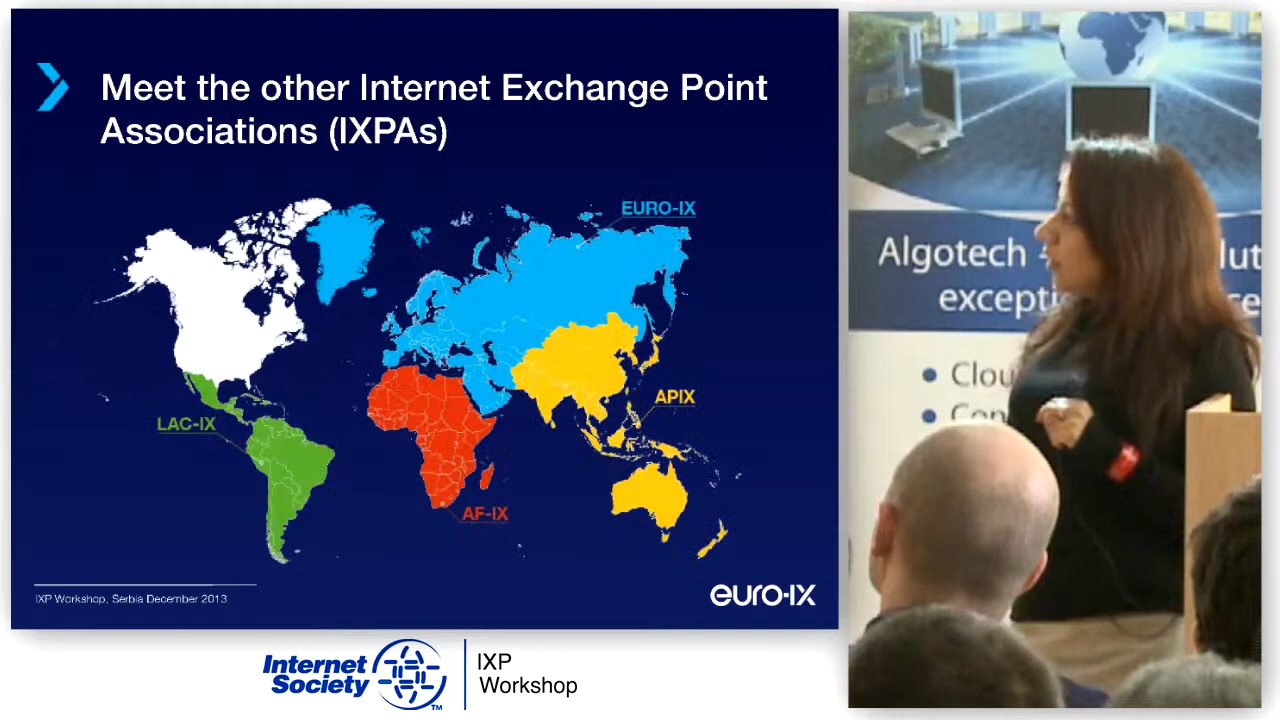 Meet the other Internet Exchange Point
Associations (IXPAs)
EURO-IX
APIX
LAC-IX
AF-IX
IXP Workshop, Serbia December 2013
euro-ix
Internet
Society
TM
IXP
Workshop
Algotech